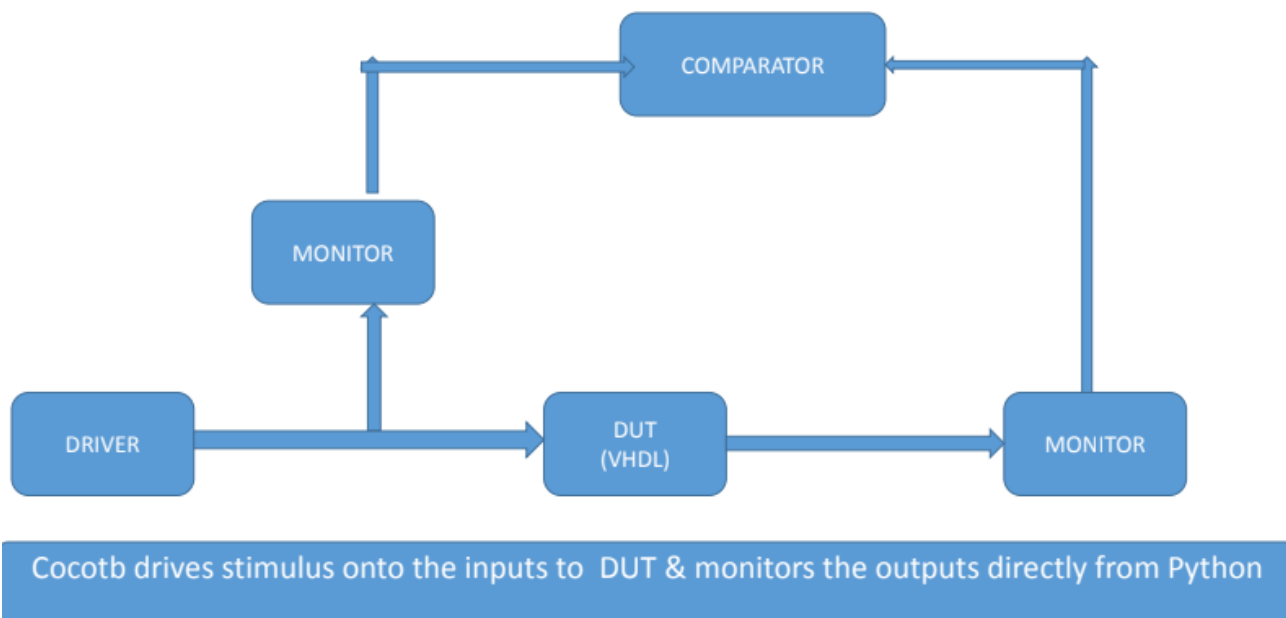 COMPARATOR
MONITOR
DRIVER
DUT
(VHDL)
MONITOR
Cocotb drives stimulus onto the inputs to DUT & monitors the outputs directly from Python